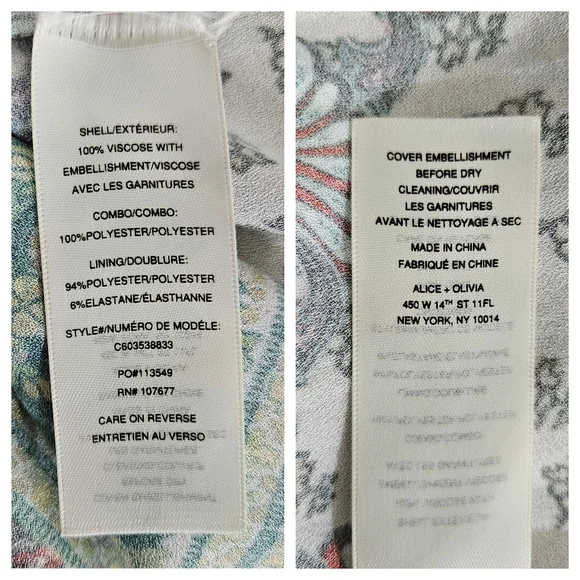 SHELL/EXTÉRIEUR:
100% VISCOSE WITH
EMBELLISHMENT/VISCOSE
AVEC LES GARNITURES
COMBO/COMBO:
100%POLYESTER/POLYESTER
LINING/DOUBLURE:
94%POLYESTER/POLYESTER
6%ELASTANE/ÉLASTHANNE
STYLE#/NUMÉRO DE MODÉLE:
C603538833
PO#113549
RN# 107677
CARE ON REVERSE
ENTRETIEN AU VERSO
COVER EMBELLISHMENT
BEFORE DRY
CLEANING/COUVRIR
LES GARNITURES
AVANT LE NETTOYAGE À SEC
MADE IN CHINA
FABRIQUÉ EN CHINE
ALICE + OLIVIA
450 W 14TH ST 11FL
NEW YORK, NY 10014